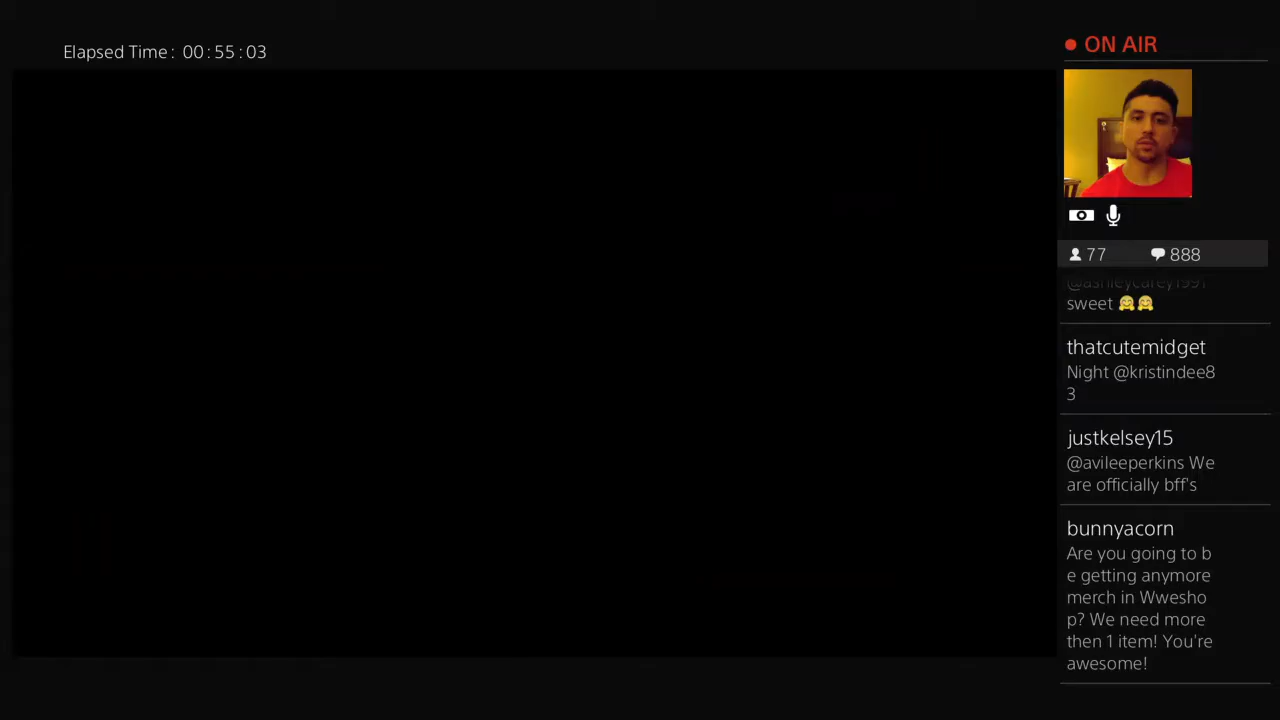 Elapsed Time: 00:55:03
ON AIR
77 888
@ashleycarey1991
sweet 🤗🤗
thatcutemidget
Night @kristindee8
3
justkelsey15
@avileeperkins We
are officially bff's
bunnyacorn
Are you going to b
e getting anymore
merch in Wwesho
p? We need more
then 1 item! You're
awesome!